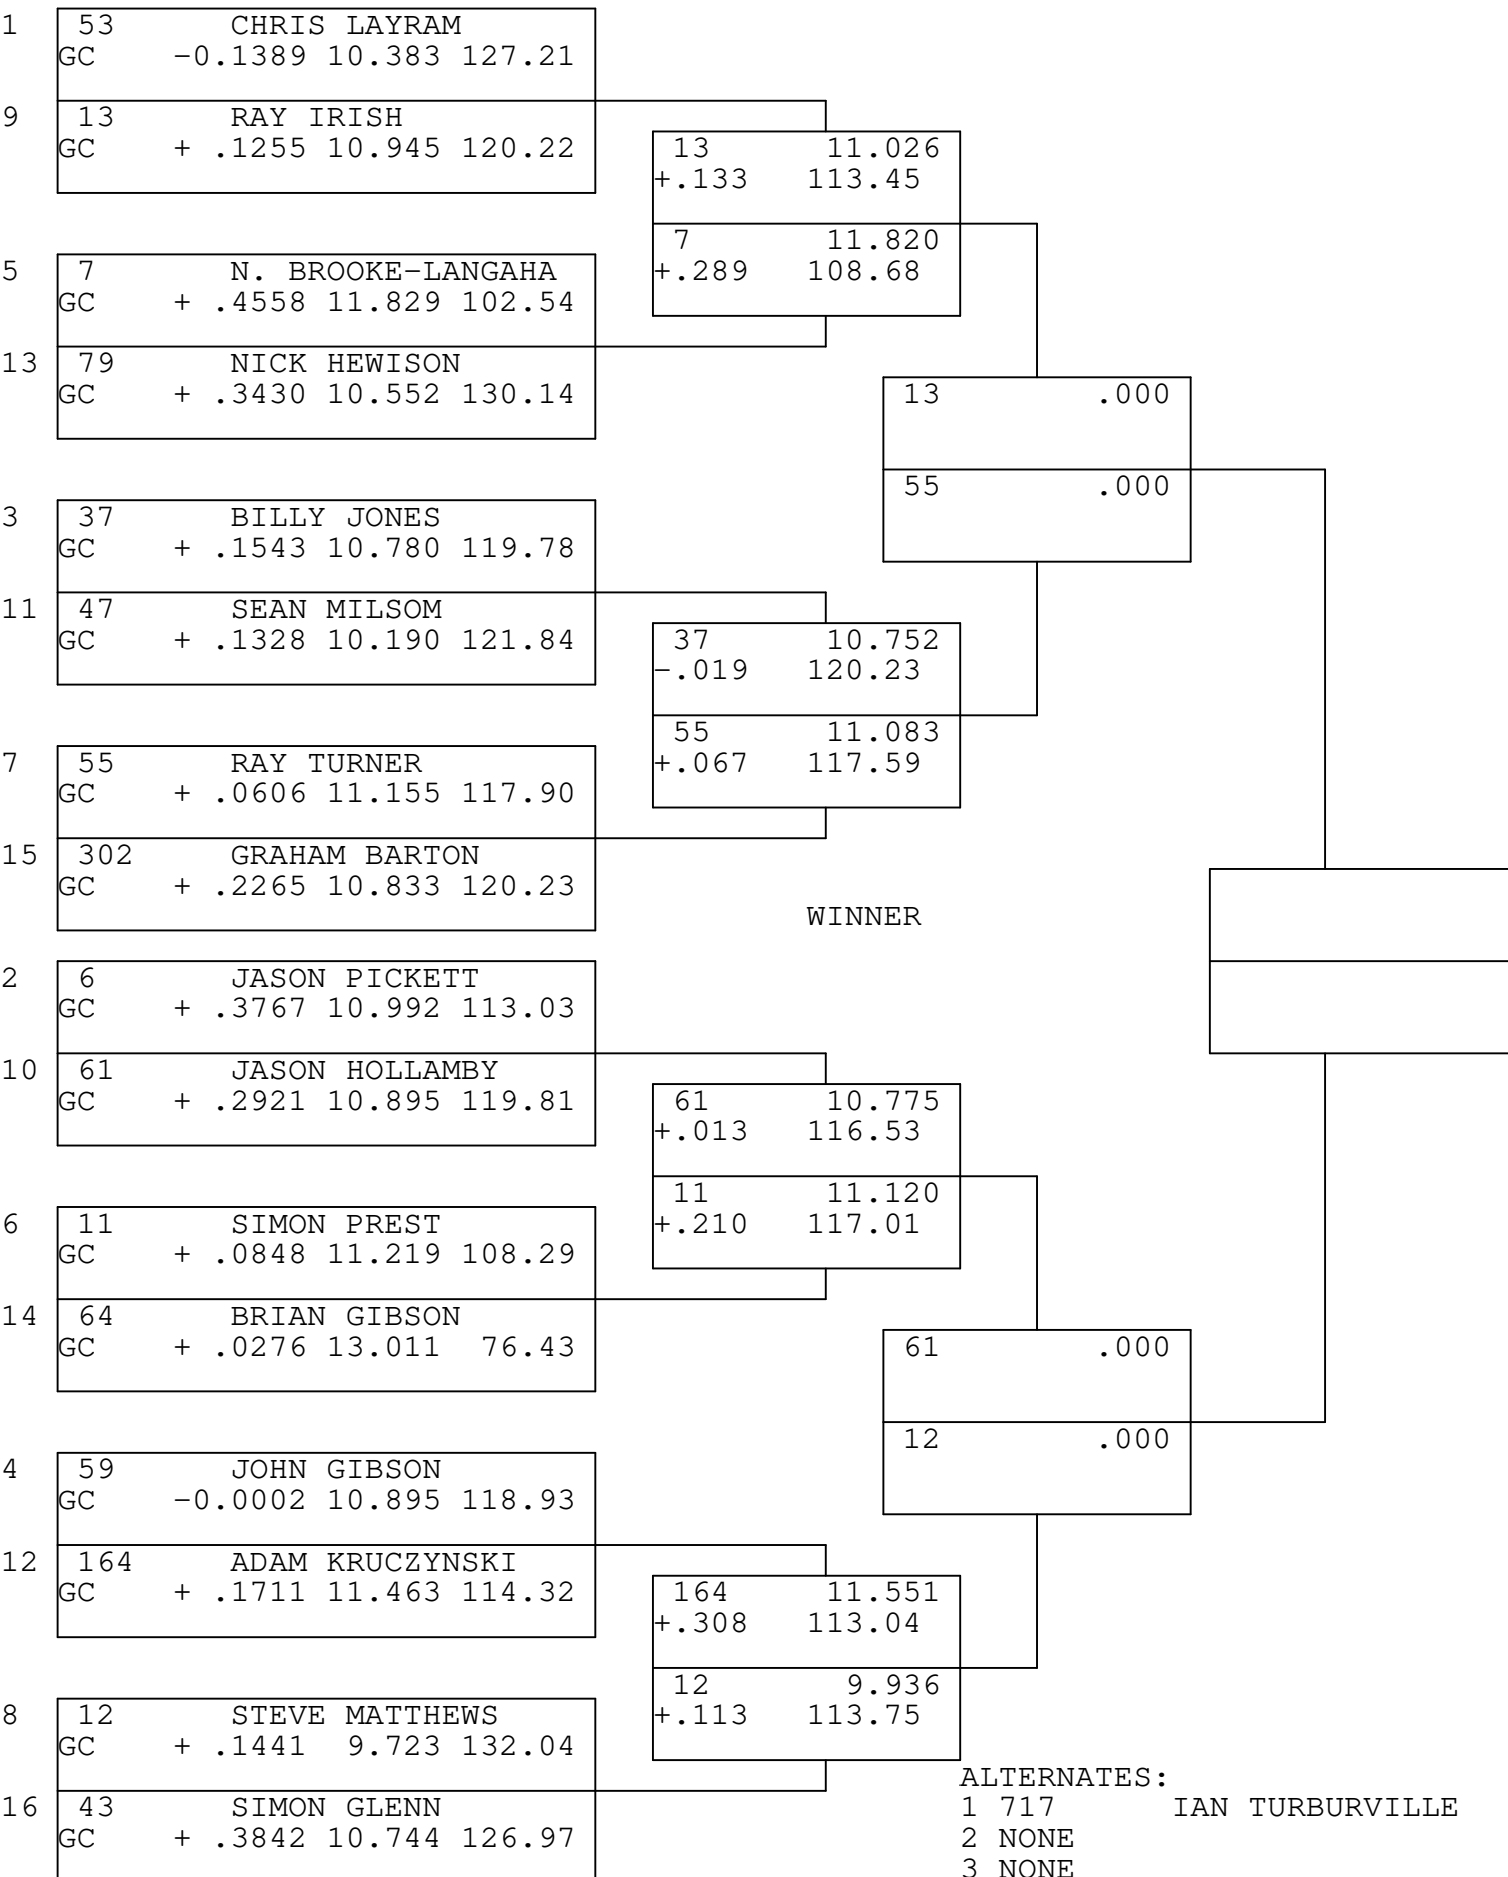 1 53 CHRIS LAYRAM
GC -0.1389 10.383 127.21
9 13 RAY IRISH
GC + .1255 10.945 120.22
13 11.026
+.133 113.45
7 11.820
+.289 108.68
5 7 N. BROOKE-LANGAHA
GC + .4558 11.829 102.54
13 79 NICK HEWISON
GC + .3430 10.552 130.14
13 .000
55 .000
3 37 BILLY JONES
GC + .1543 10.780 119.78
11 47 SEAN MILSOM
GC + .1328 10.190 121.84
37 10.752
-.019 120.23
55 11.083
+.067 117.59
7 55 RAY TURNER
GC + .0606 11.155 117.90
15 302 GRAHAM BARTON
GC + .2265 10.833 120.23
WINNER
2 6 JASON PICKETT
GC + .3767 10.992 113.03
10 61 JASON HOLLAMBY
GC + .2921 10.895 119.81
61 10.775
+.013 116.53
11 11.120
+.210 117.01
6 11 SIMON PREST
GC + .0848 11.219 108.29
14 64 BRIAN GIBSON
GC + .0276 13.011 76.43
61 .000
12 .000
4 59 JOHN GIBSON
GC -0.0002 10.895 118.93
12 164 ADAM KRUCZYNSKI
GC + .1711 11.463 114.32
164 11.551
+.308 113.04
12 9.936
+.113 113.75
8 12 STEVE MATTHEWS
GC + .1441 9.723 132.04
16 43 SIMON GLENN
GC + .3842 10.744 126.97
ALTERNATES:
1 717 IAN TURBURVILLE
2 NONE
3 NONE